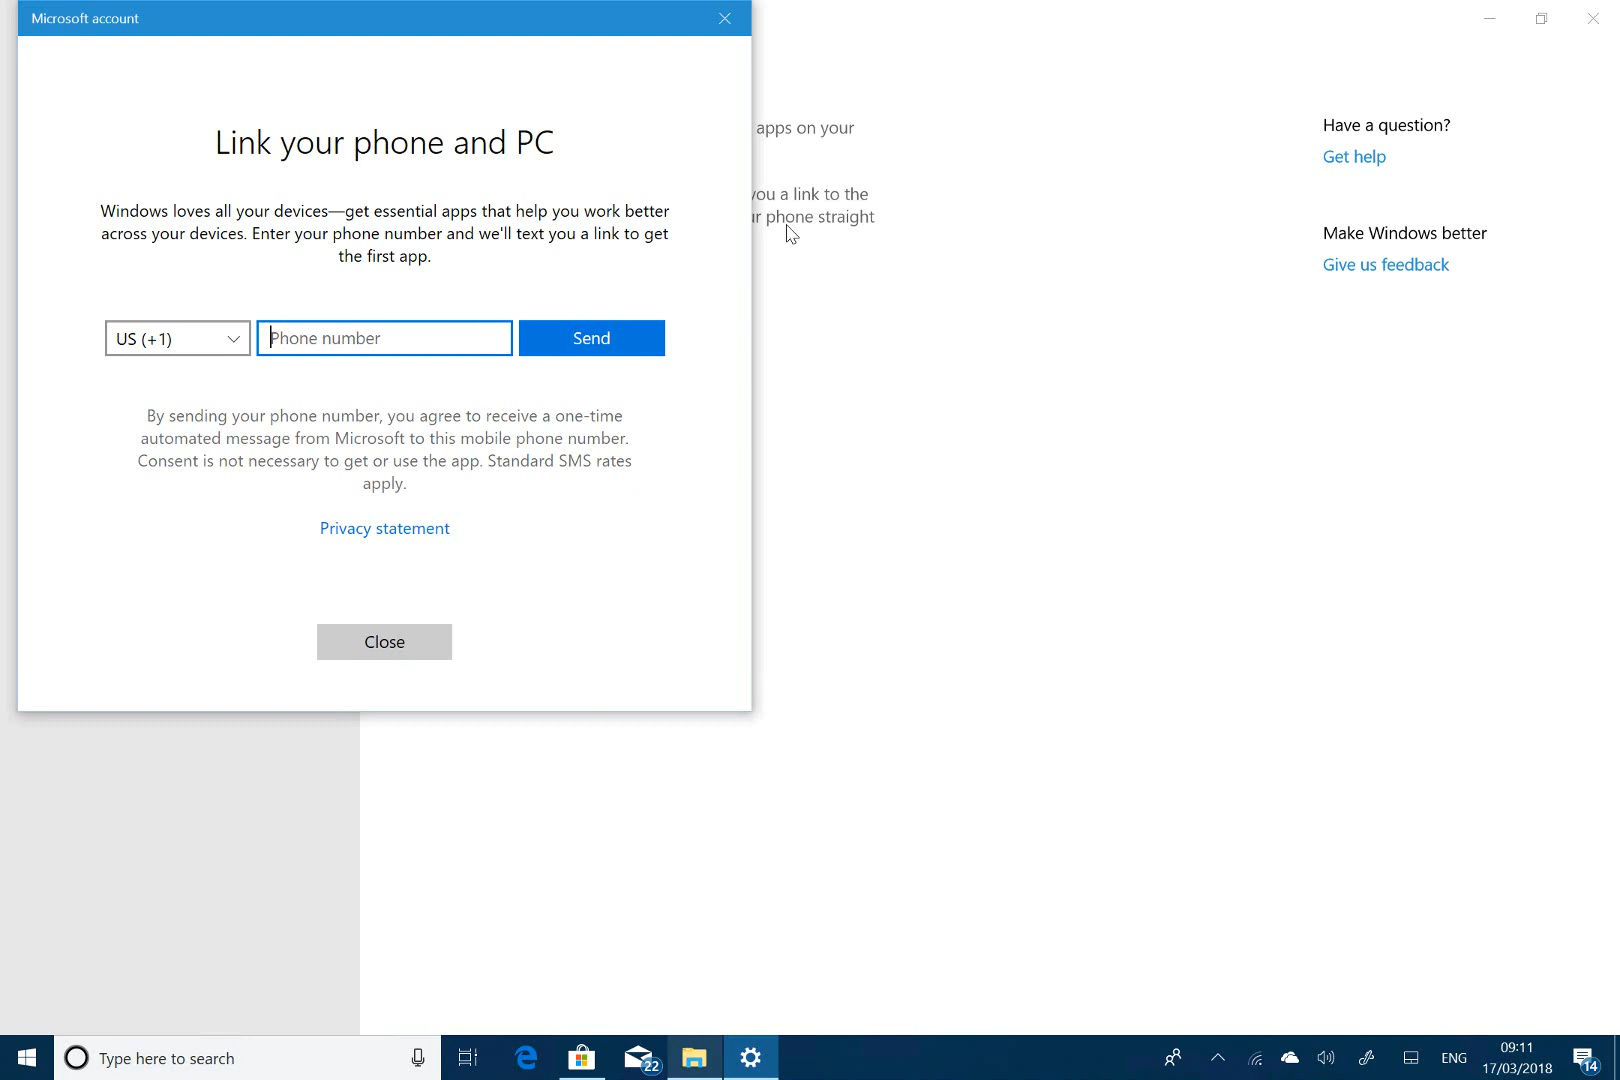 Microsoft account
Link your phone and PC
Windows loves all your devices—get essential apps that help you work better
across your devices. Enter your phone number and we'll text you a link to get
the first app.
US (+1)
Phone number
Send
By sending your phone number, you agree to receive a one-time
automated message from Microsoft to this mobile phone number.
Consent is not necessary to get or use the app. Standard SMS rates
apply.
Privacy statement
Close
apps on your
you a link to the
phone straight
Have a question?
Get help
Make Windows better
Give us feedback
Type here to search
22
ENG
09:11
17/03/2018
14